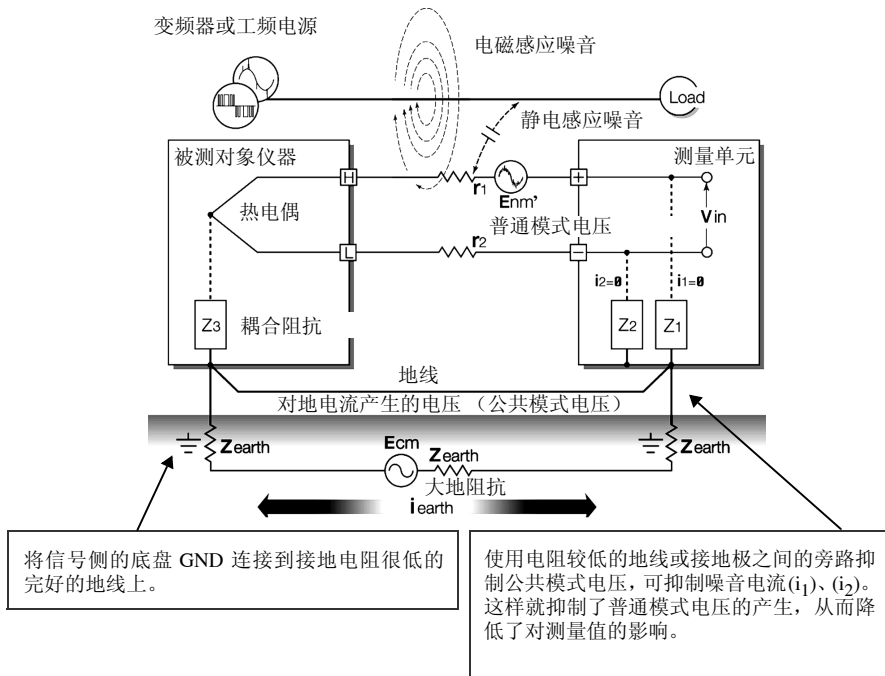 变频器或工频电源
电磁感应噪音
Load
静电感应噪音
被测对象仪器
测量单元
H
r1
Enm'
+
热电偶
普通模式电压
Vin
L
r2
−
i2=0
i1=0
Z3
耦合阻抗
Z2
Z1
地线
对地电流产生的电压（公共模式电压）
Zearth
Ecm
Zearth
Zearth
大地阻抗
iearth
将信号侧的底盘 GND 连接到接地电阻很低的
完好的地线上。
使用电阻较低的地线或接地极之间的旁路抑
制公共模式电压，可抑制噪音电流(i1)、(i2)。
这样就抑制了普通模式电压的产生，从而降
低了对测量值的影响。